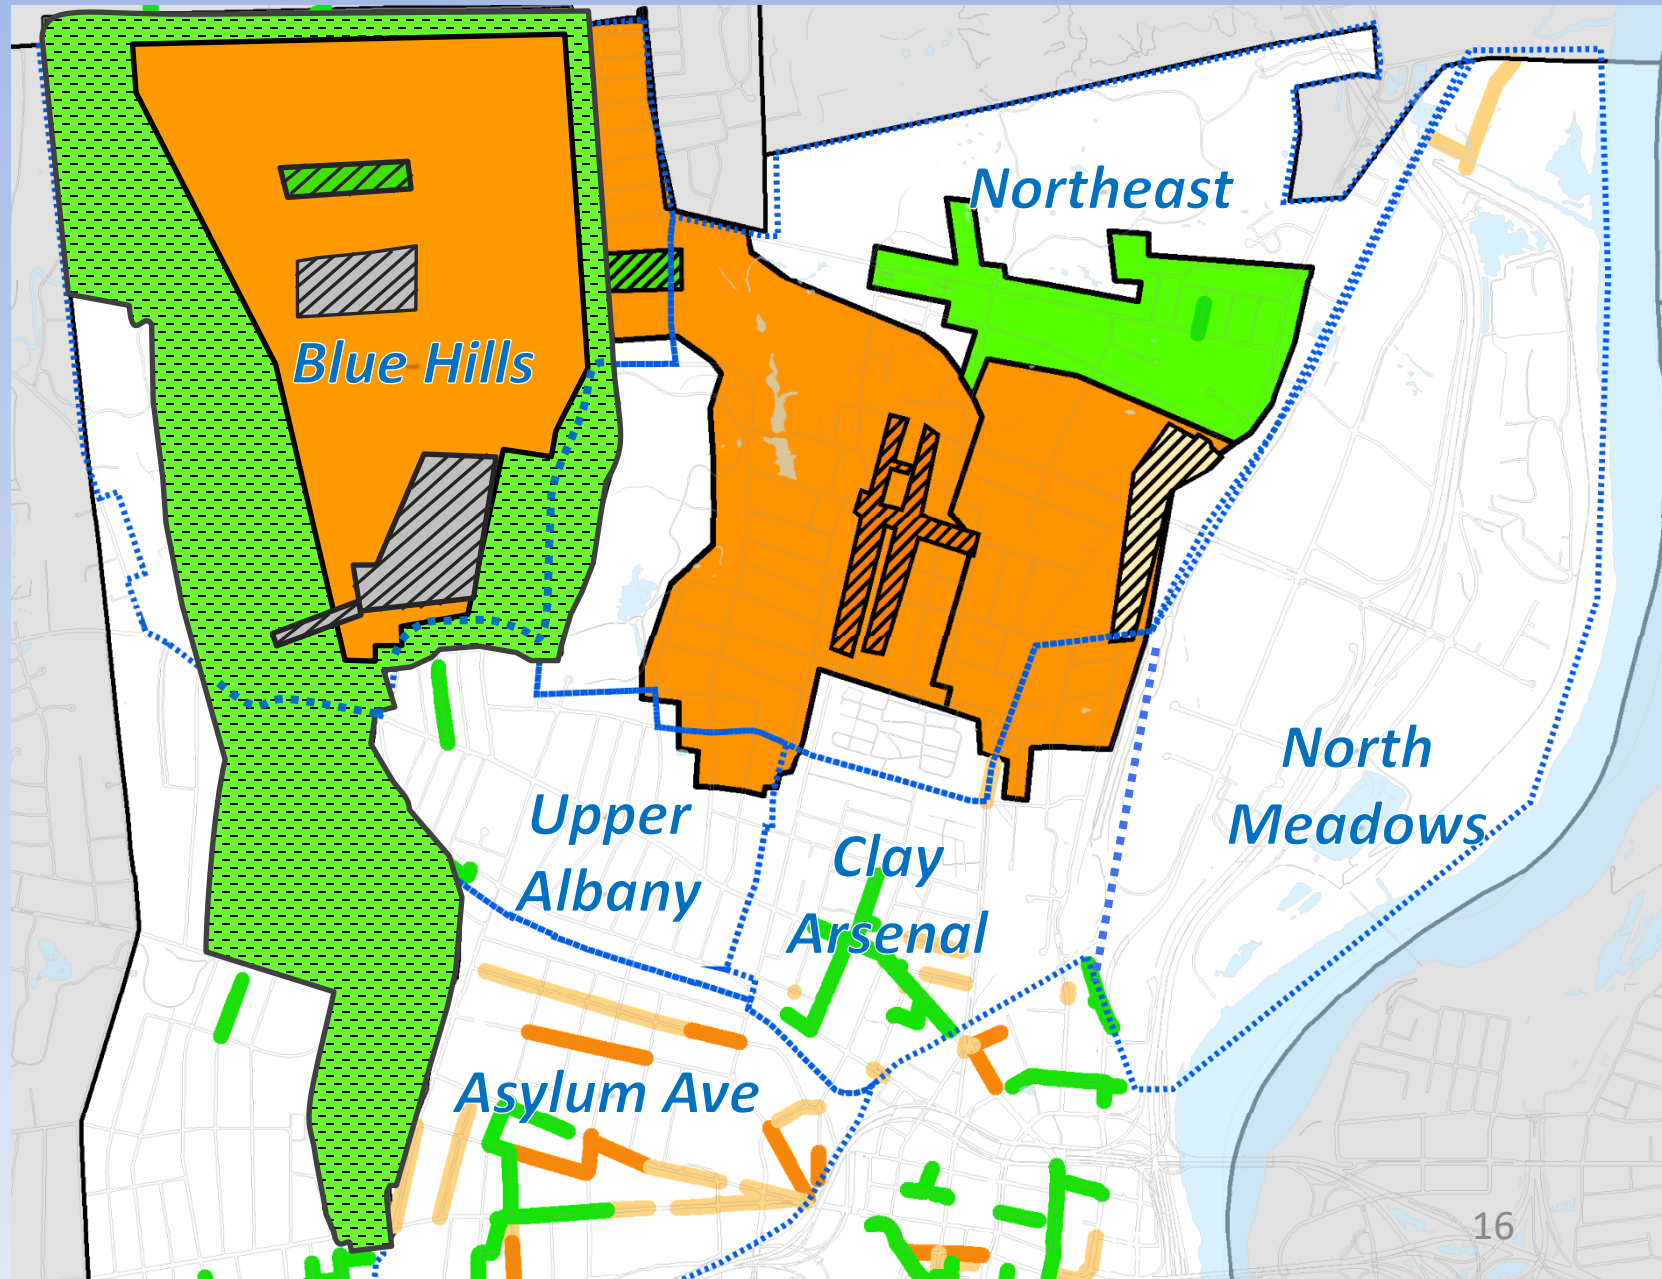 Northeast
Blue Hills
North
Meadows
Upper
Albany
Clay
Arsenal
Asylum Ave
16